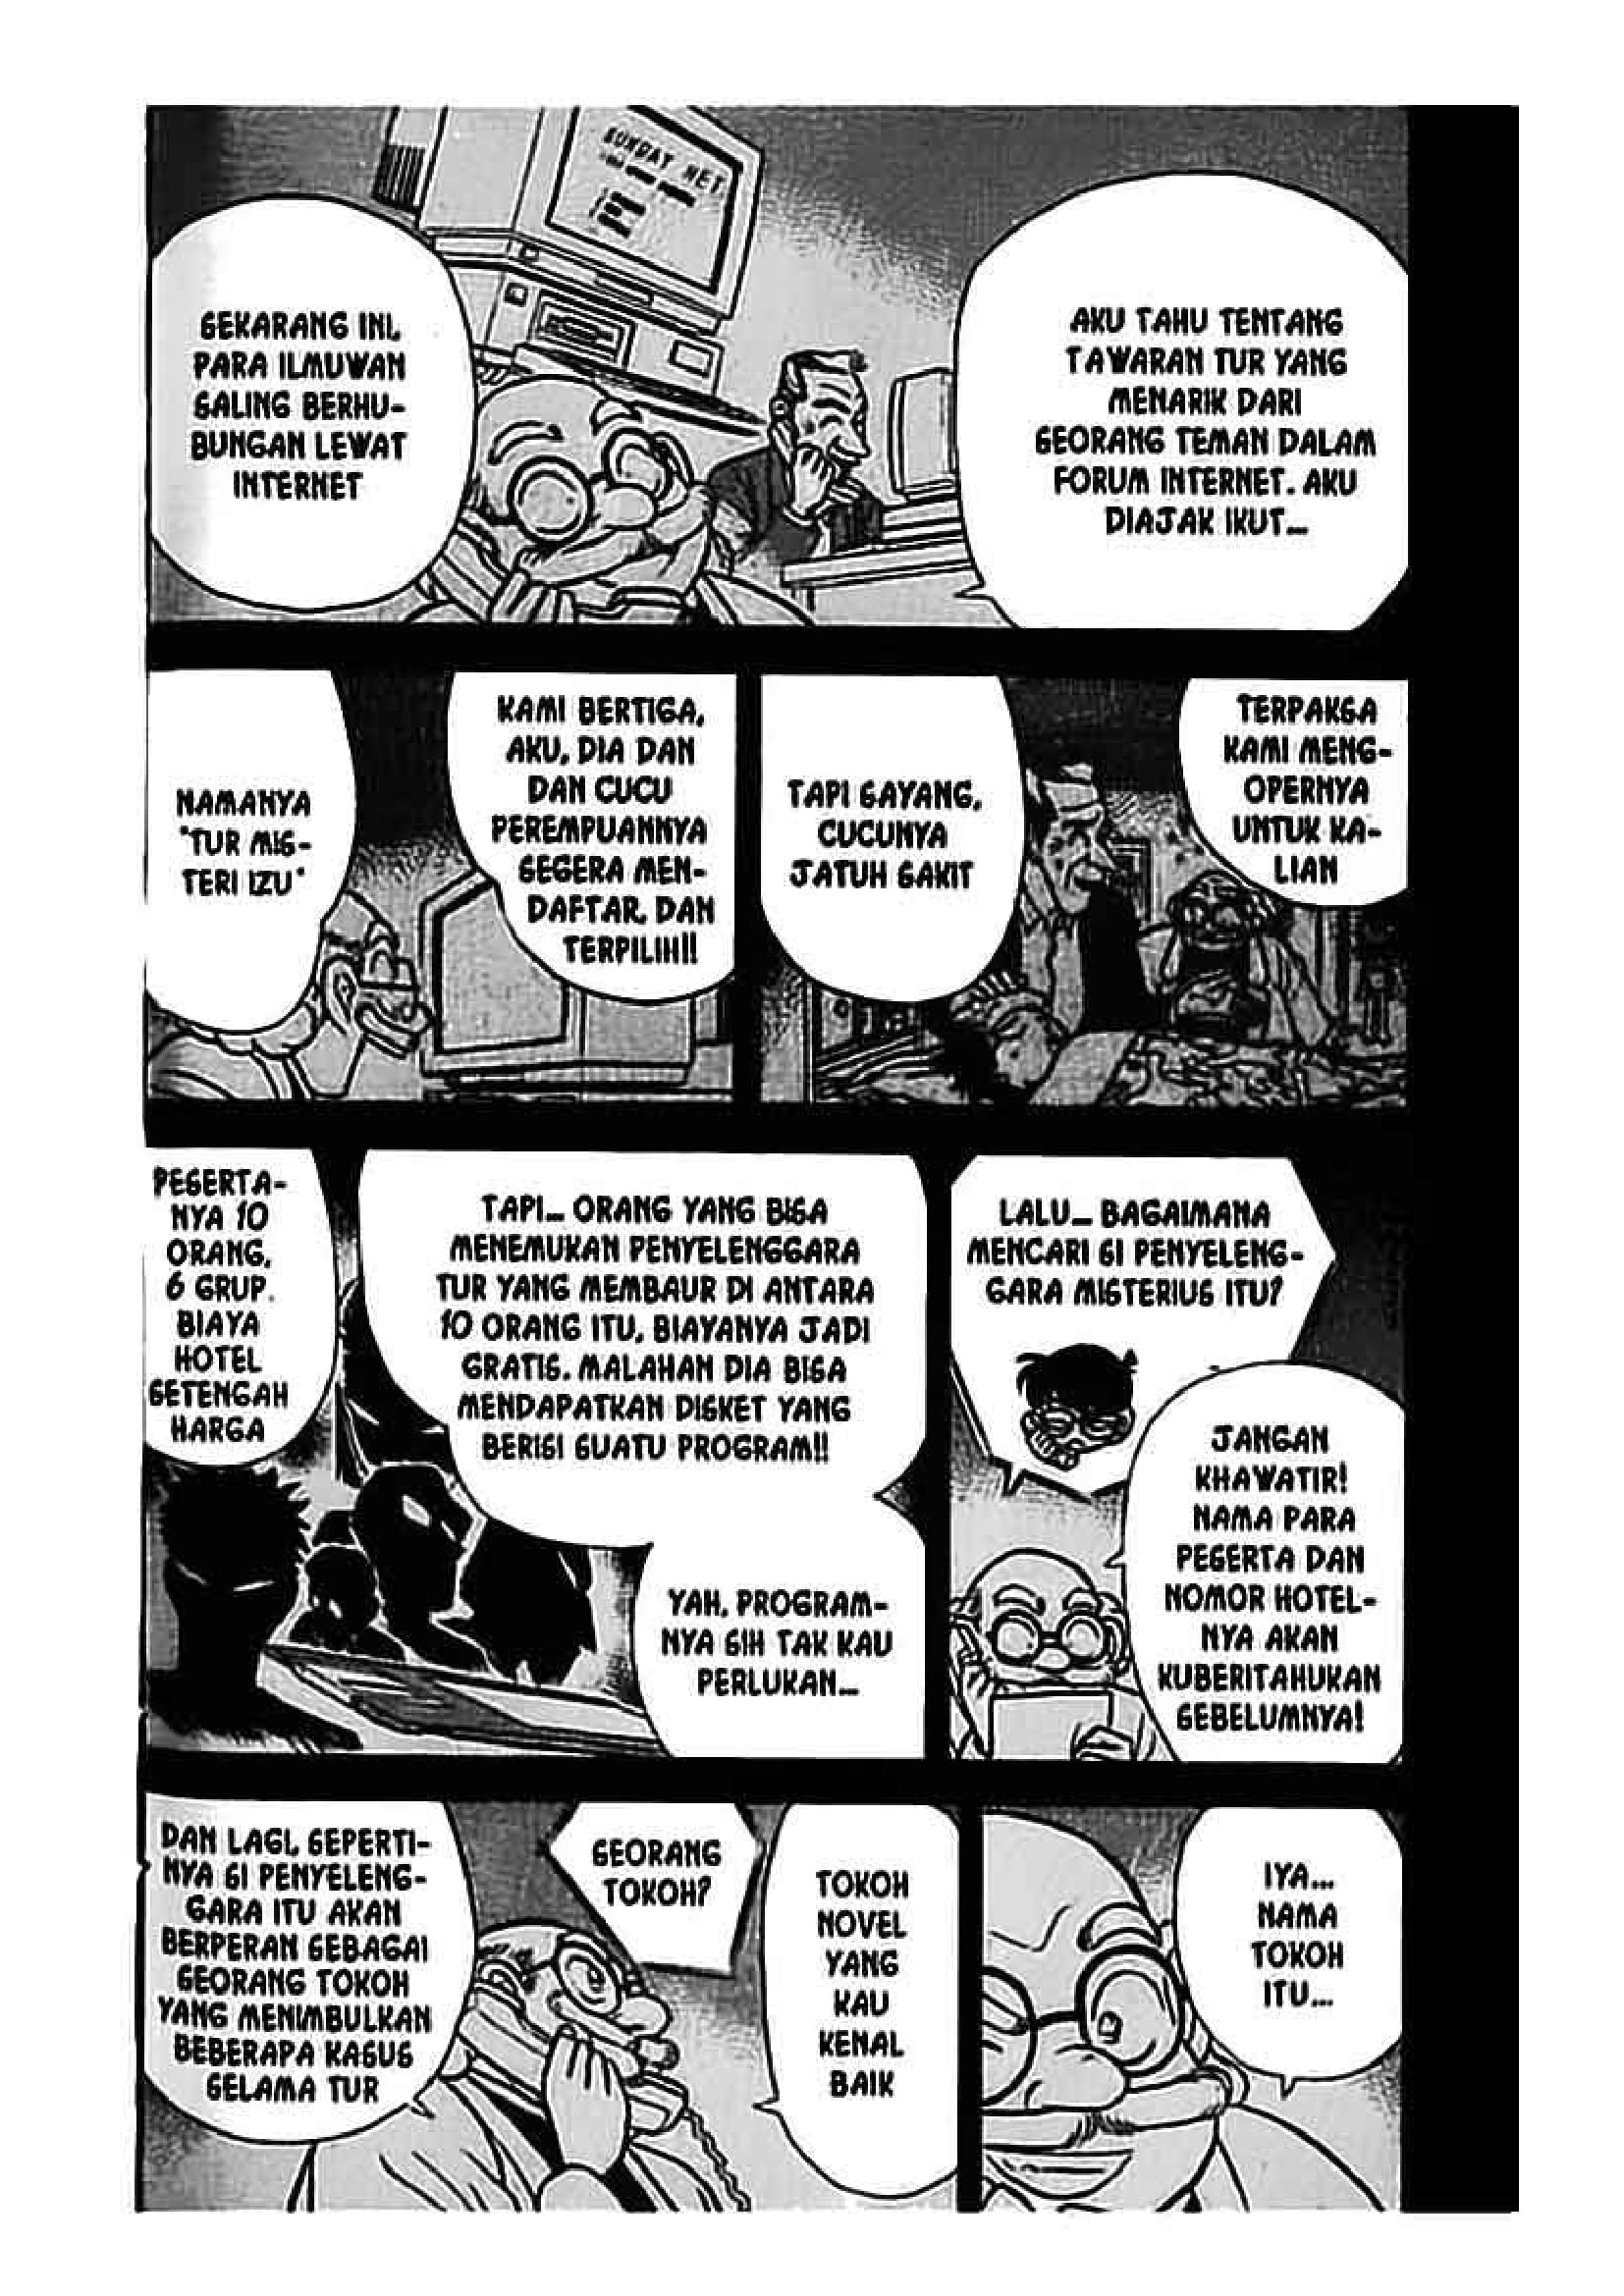 SUNDAY NET
SEKARANG INI,
PARA ILMUWAN
SALING BERHU-
BUNGAN LEWAT
INTERNET
AKU TAHU TENTANG
TAWARAN TUR YANG
MENARIK DARI
SEORANG TEMAN DALAM
FORUM INTERNET. AKU
DIAJAK IKUT...
NAMANYA
"TUR MIS-
TERI IZU"
KAMI BERTIGA,
AKU, DIA DAN
DAN CUCU
PEREMPUANNYA
SEGERA MEN-
DAFTAR, DAN
TERPILIH!!
TAPI SAYANG,
CUCUNYA
JATUH SAKIT
TERPAKSA
KAMI MENG-
OPERNYA
UNTUK KA-
LIAN
PESERTA-
NYA 10
ORANG,
6 GRUP.
BIAYA
HOTEL
SETENGAH
HARGA
TAPI... ORANG YANG BISA
MENEMUKAN PENYELENGGARA
TUR YANG MEMBAUR DI ANTARA
10 ORANG ITU, BIAYANYA JADI
GRATIS. MALAHAN DIA BISA
MENDAPATKAN DISKET YANG
BERISI SUATU PROGRAM!!
YAH, PROGRAM-
NYA SIH TAK KAU
PERLUKAN...
LALU... BAGAIMANA
MENCARI SI PENYELENG-
GARA MISTERIUS ITU?
JANGAN
KHAWATIR!
NAMA PARA
PESERTA DAN
NOMOR HOTEL-
NYA AKAN
KUBERITAHUKAN
SEBELUMNYA!
DAN LAGI, SEPERTI-
NYA SI PENYELENG-
GARA ITU AKAN
BERPERAN SEBAGAI
SEORANG TOKOH
YANG MENIMBULKAN
BEBERAPA KASUS
SELAMA TUR
SEORANG
TOKOH?
TOKOH
NOVEL
YANG
KAU
KENAL
BAIK
IYA...
NAMA
TOKOH
ITU...